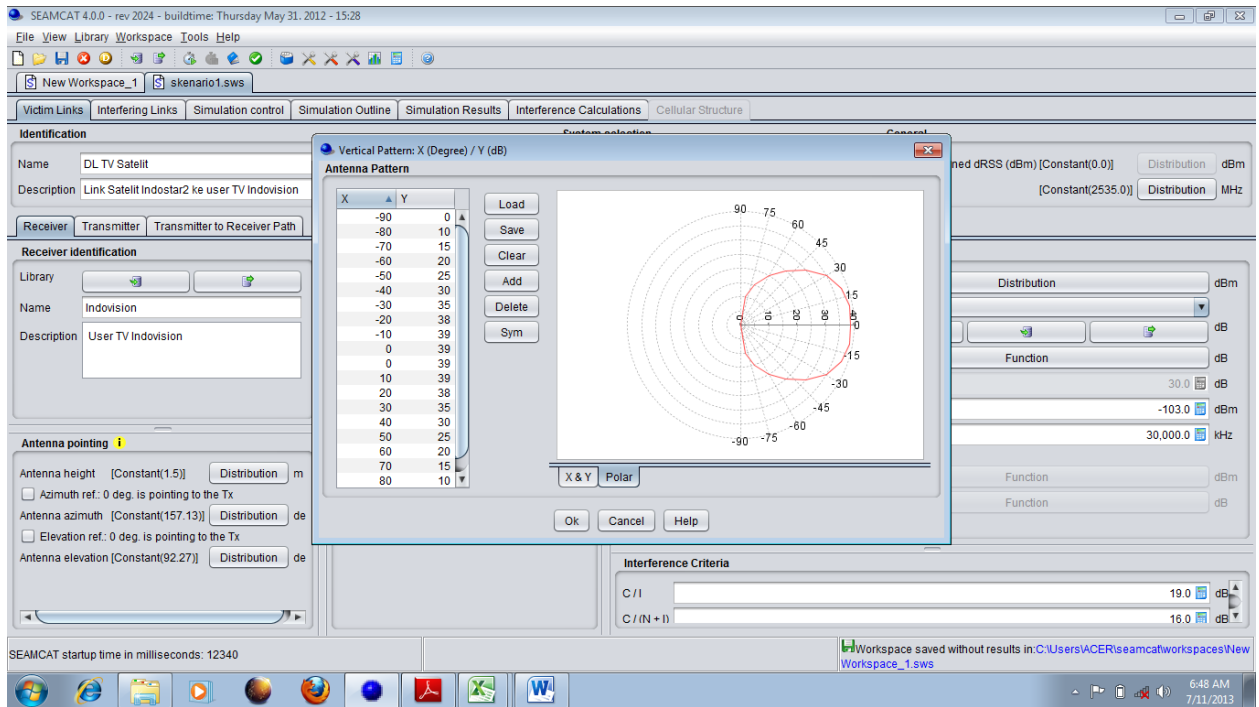 SEAMCAT 4.0.0 - rev 2024 - buildtime: Thursday May 31. 2012 - 15:28
File View Library Workspace Tools Help
New Workspace_1 skenario1.sws
Victim Links Interfering Links Simulation control Simulation Outline Simulation Results Interference Calculations Cellular Structure
Identification
Name DL TV Satelit
Description Link Satelit Indostar2 ke user TV Indovision
Receiver Transmitter Transmitter to Receiver Path
Receiver identification
Library
Name Indovision
Description User TV Indovision
Antenna pointing i
Antenna height [Constant(1.5)] Distribution m
Azimuth ref.: 0 deg. is pointing to the Tx
Antenna azimuth [Constant(157.13)] Distribution de
Elevation ref.: 0 deg. is pointing to the Tx
Antenna elevation [Constant(92.27)] Distribution de
Vertical Pattern: X (Degree) / Y (dB)
Antenna Pattern
X Y
-90 0
-80 10
-70 15
-60 20
-50 25
-40 30
-30 35
-20 38
-10 39
0 39
0 39
10 39
20 38
30 35
40 30
50 25
60 20
70 15
80 10
Load
Save
Clear
Add
Delete
Sym
90
75
60
45
30
15
0
-15
-30
-45
-60
-75
-90
X & Y Polar
Ok Cancel Help
ned dRSS (dBm) [Constant(0.0)] Distribution dBm
[Constant(2535.0)] Distribution MHz
Distribution dBm
dB
Function dB
30.0 dB
-103.0 dBm
30,000.0 kHz
Function dBm
Function dB
Interference Criteria
C / I 19.0 dB
C / (N + I) 16.0 dB
SEAMCAT startup time in milliseconds: 12340
Workspace saved without results in:C:\Users\ACER\seamcat\workspaces\New
Workspace_1.sws
6:48 AM
7/11/2013